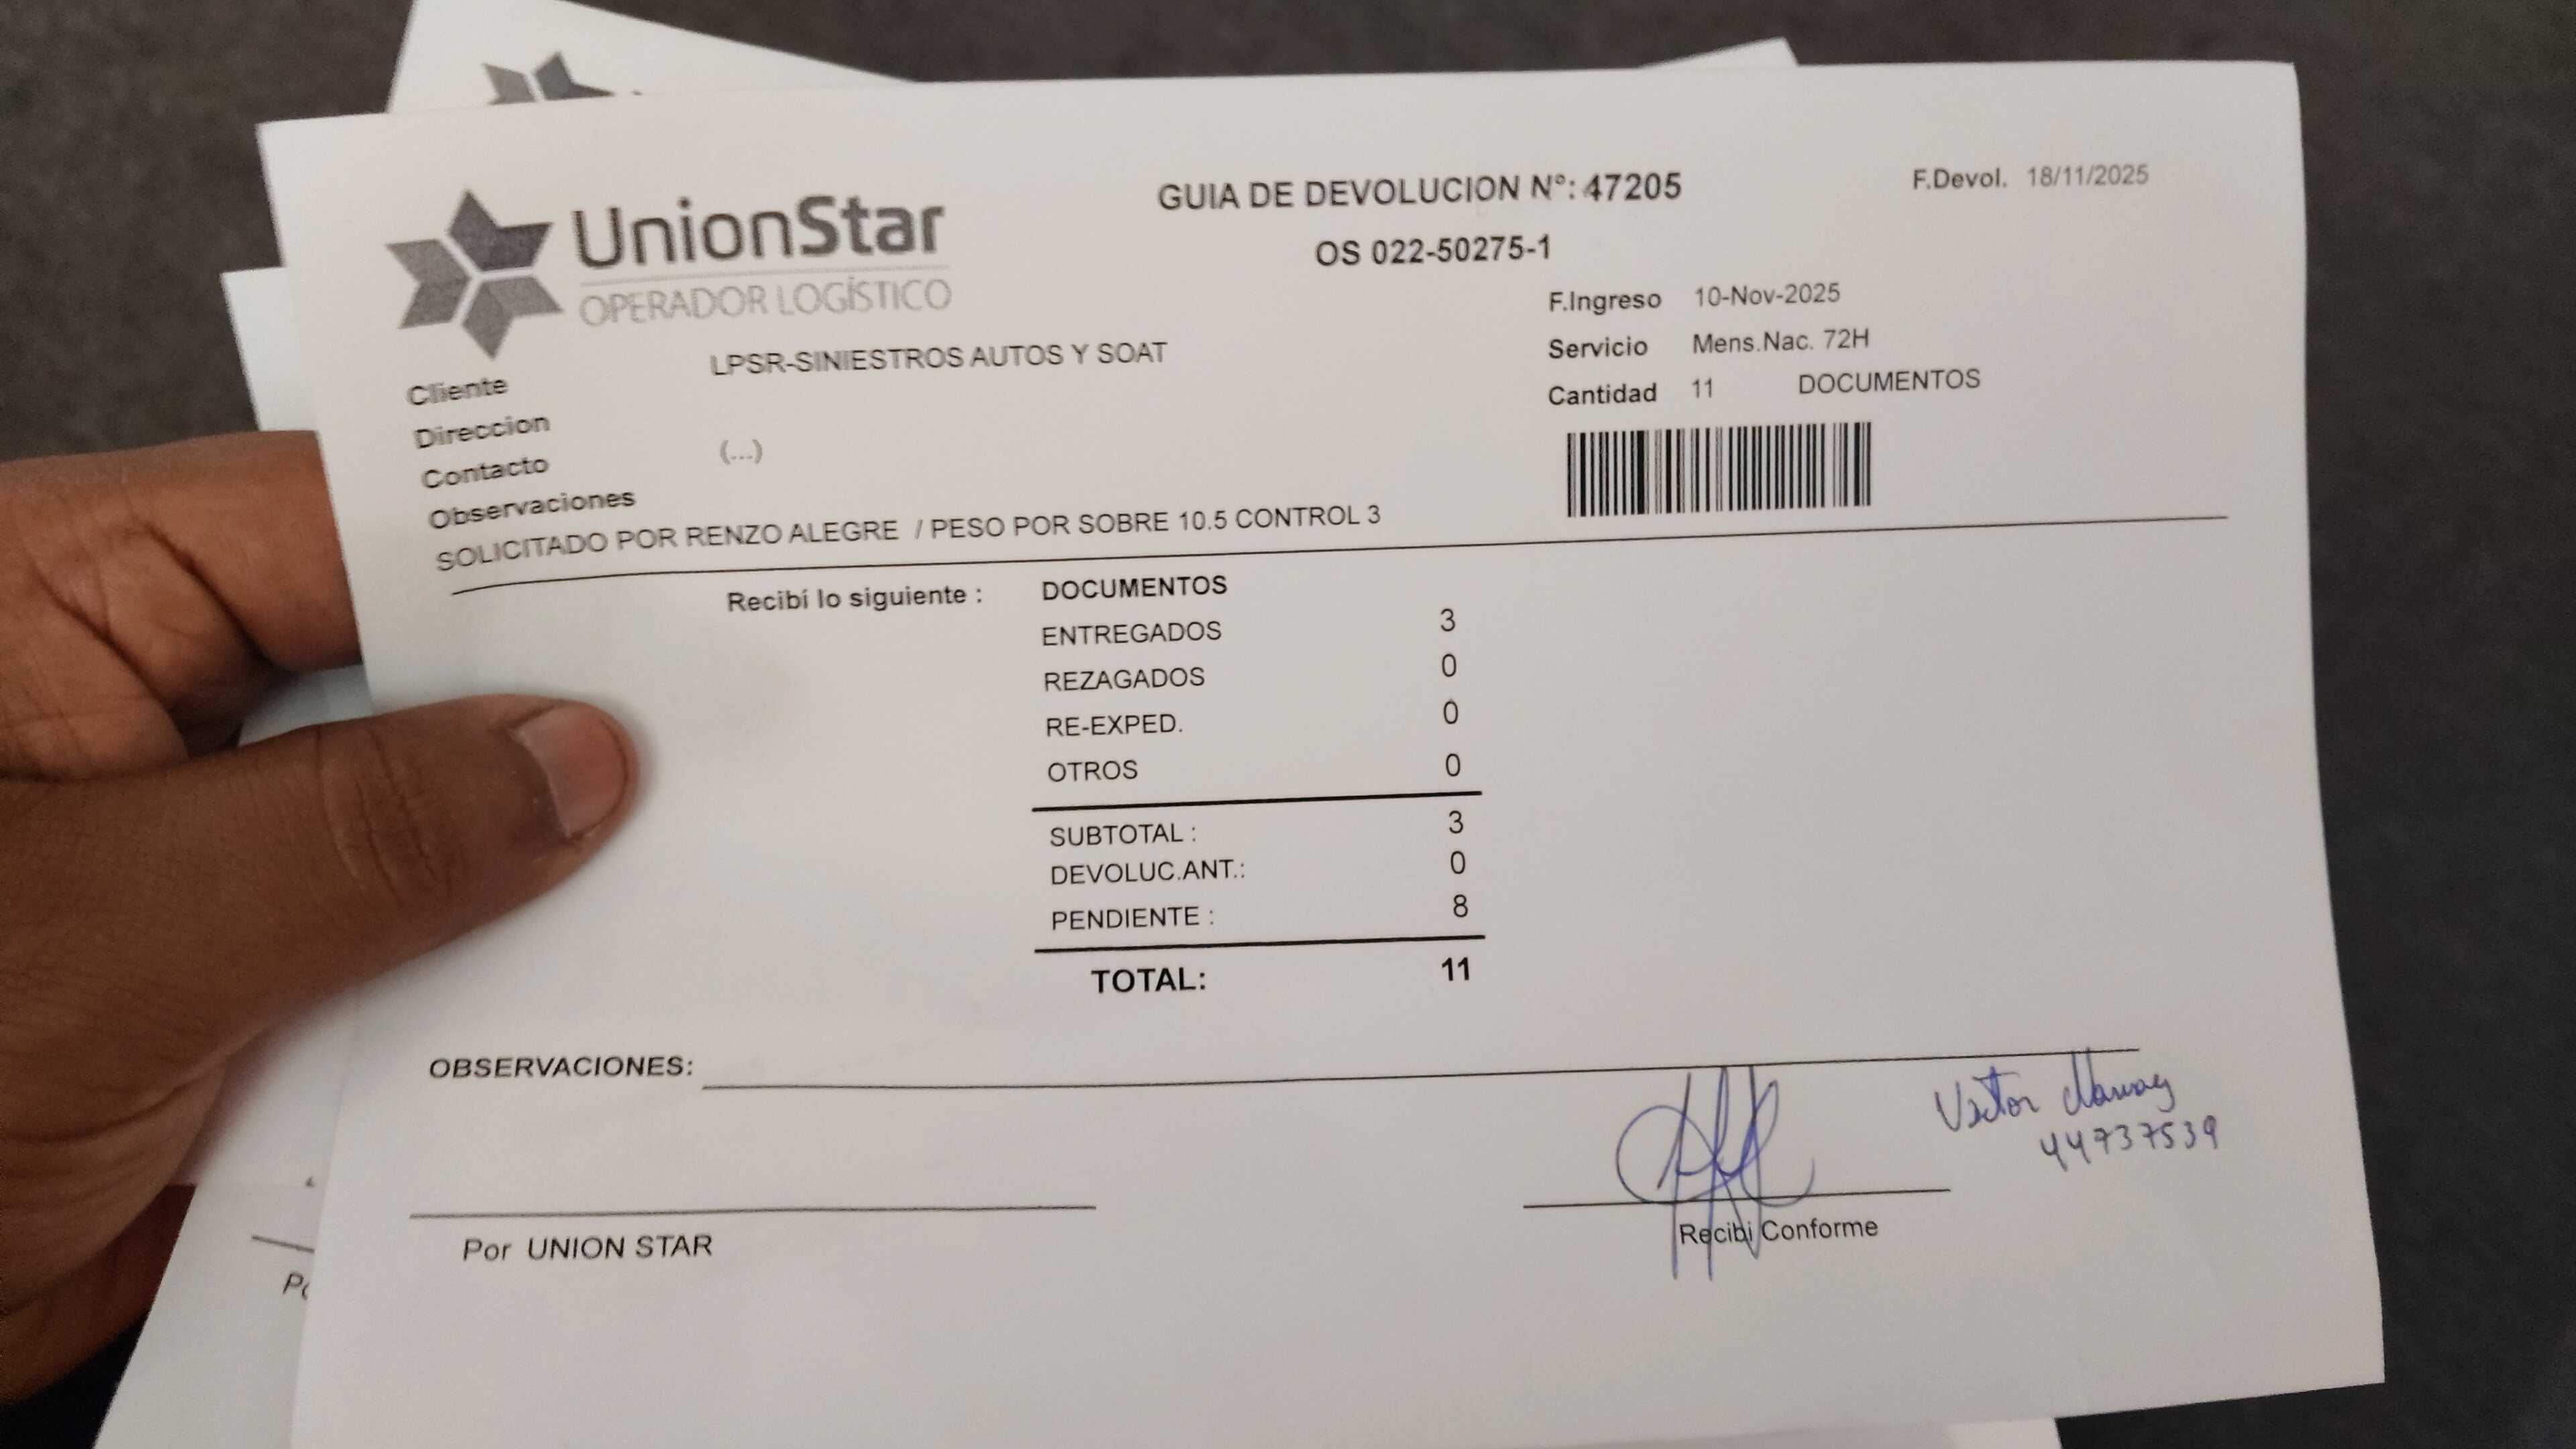 UnionStar
OPERADOR LOGÍSTICO
GUIA DE DEVOLUCION N°: 47205
F.Devol. 18/11/2025
OS 022-50275-1
F.Ingreso 10-Nov-2025
Servicio Mens.Nac. 72H
Cantidad 11 DOCUMENTOS
Cliente LPSR-SINIESTROS AUTOS Y SOAT
Direccion
Contacto (...)
Observaciones
SOLICITADO POR RENZO ALEGRE / PESO POR SOBRE 10.5 CONTROL 3
Recibí lo siguiente : DOCUMENTOS
ENTREGADOS 3
REZAGADOS 0
RE-EXPED. 0
OTROS 0
SUBTOTAL : 3
DEVOLUC.ANT.: 0
PENDIENTE : 8
TOTAL: 11
OBSERVACIONES:
Victor
44737539
Por UNION STAR
Recibi Conforme